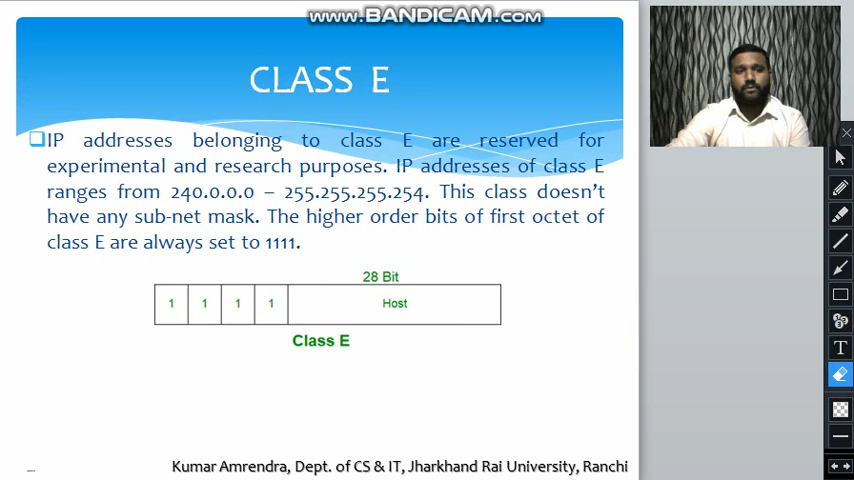 www.BANDICAM.com
CLASS E
IP addresses belonging to class E are reserved for
experimental and research purposes. IP addresses of class E
ranges from 240.0.0.0 – 255.255.255.254. This class doesn't
have any sub-net mask. The higher order bits of first octet of
class E are always set to 1111.
28 Bit
1 1 1 1 Host
Class E
Kumar Amrendra, Dept. of CS & IT, Jharkhand Rai University, Ranchi